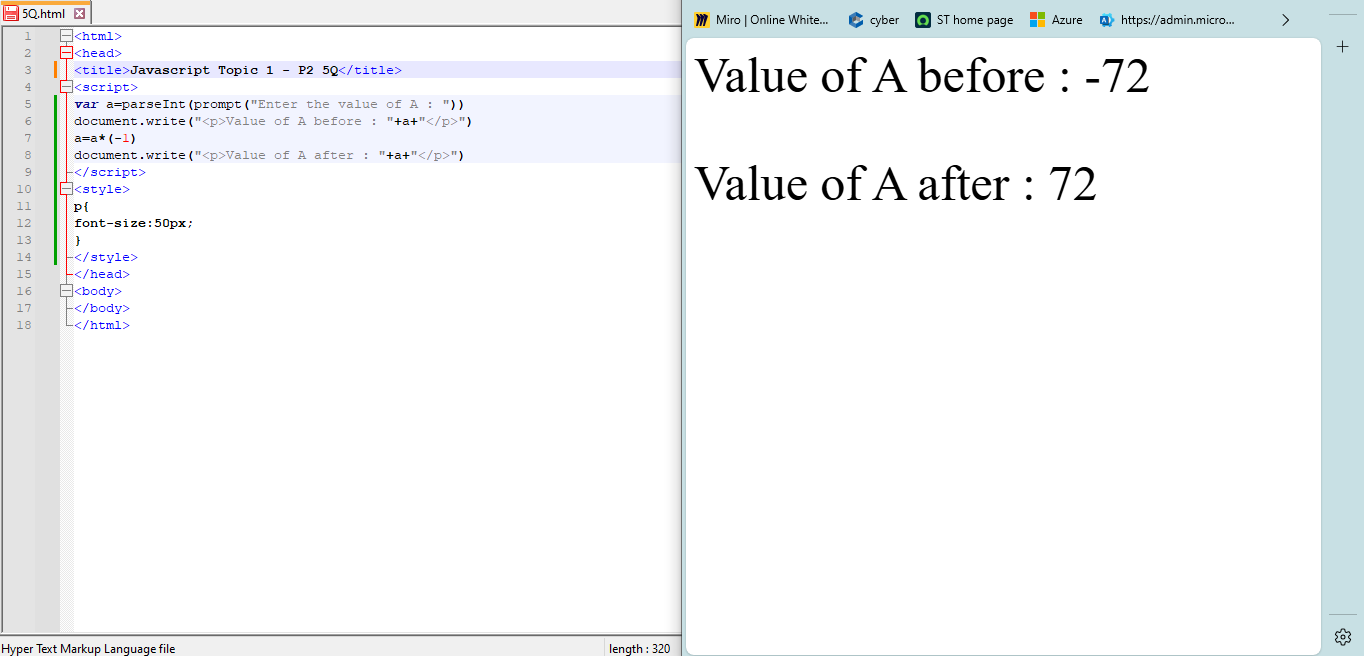 5Q.html
1 <html>
2 <head>
3 <title>Javascript Topic 1 - P2 5Q</title>
4 <script>
5 var a=parseInt(prompt("Enter the value of A : "))
6 document.write("<p>Value of A before : "+a+"</p>")
7 a=a*(-1)
8 document.write("<p>Value of A after : "+a+"</p>")
9 </script>
10 <style>
11 p{
12 font-size:50px;
13 }
14 </style>
15 </head>
16 <body>
17 </body>
18 </html>
Hyper Text Markup Language file length : 320
Miro | Online White... cyber ST home page Azure https://admin.micro...
Value of A before : -72
Value of A after : 72